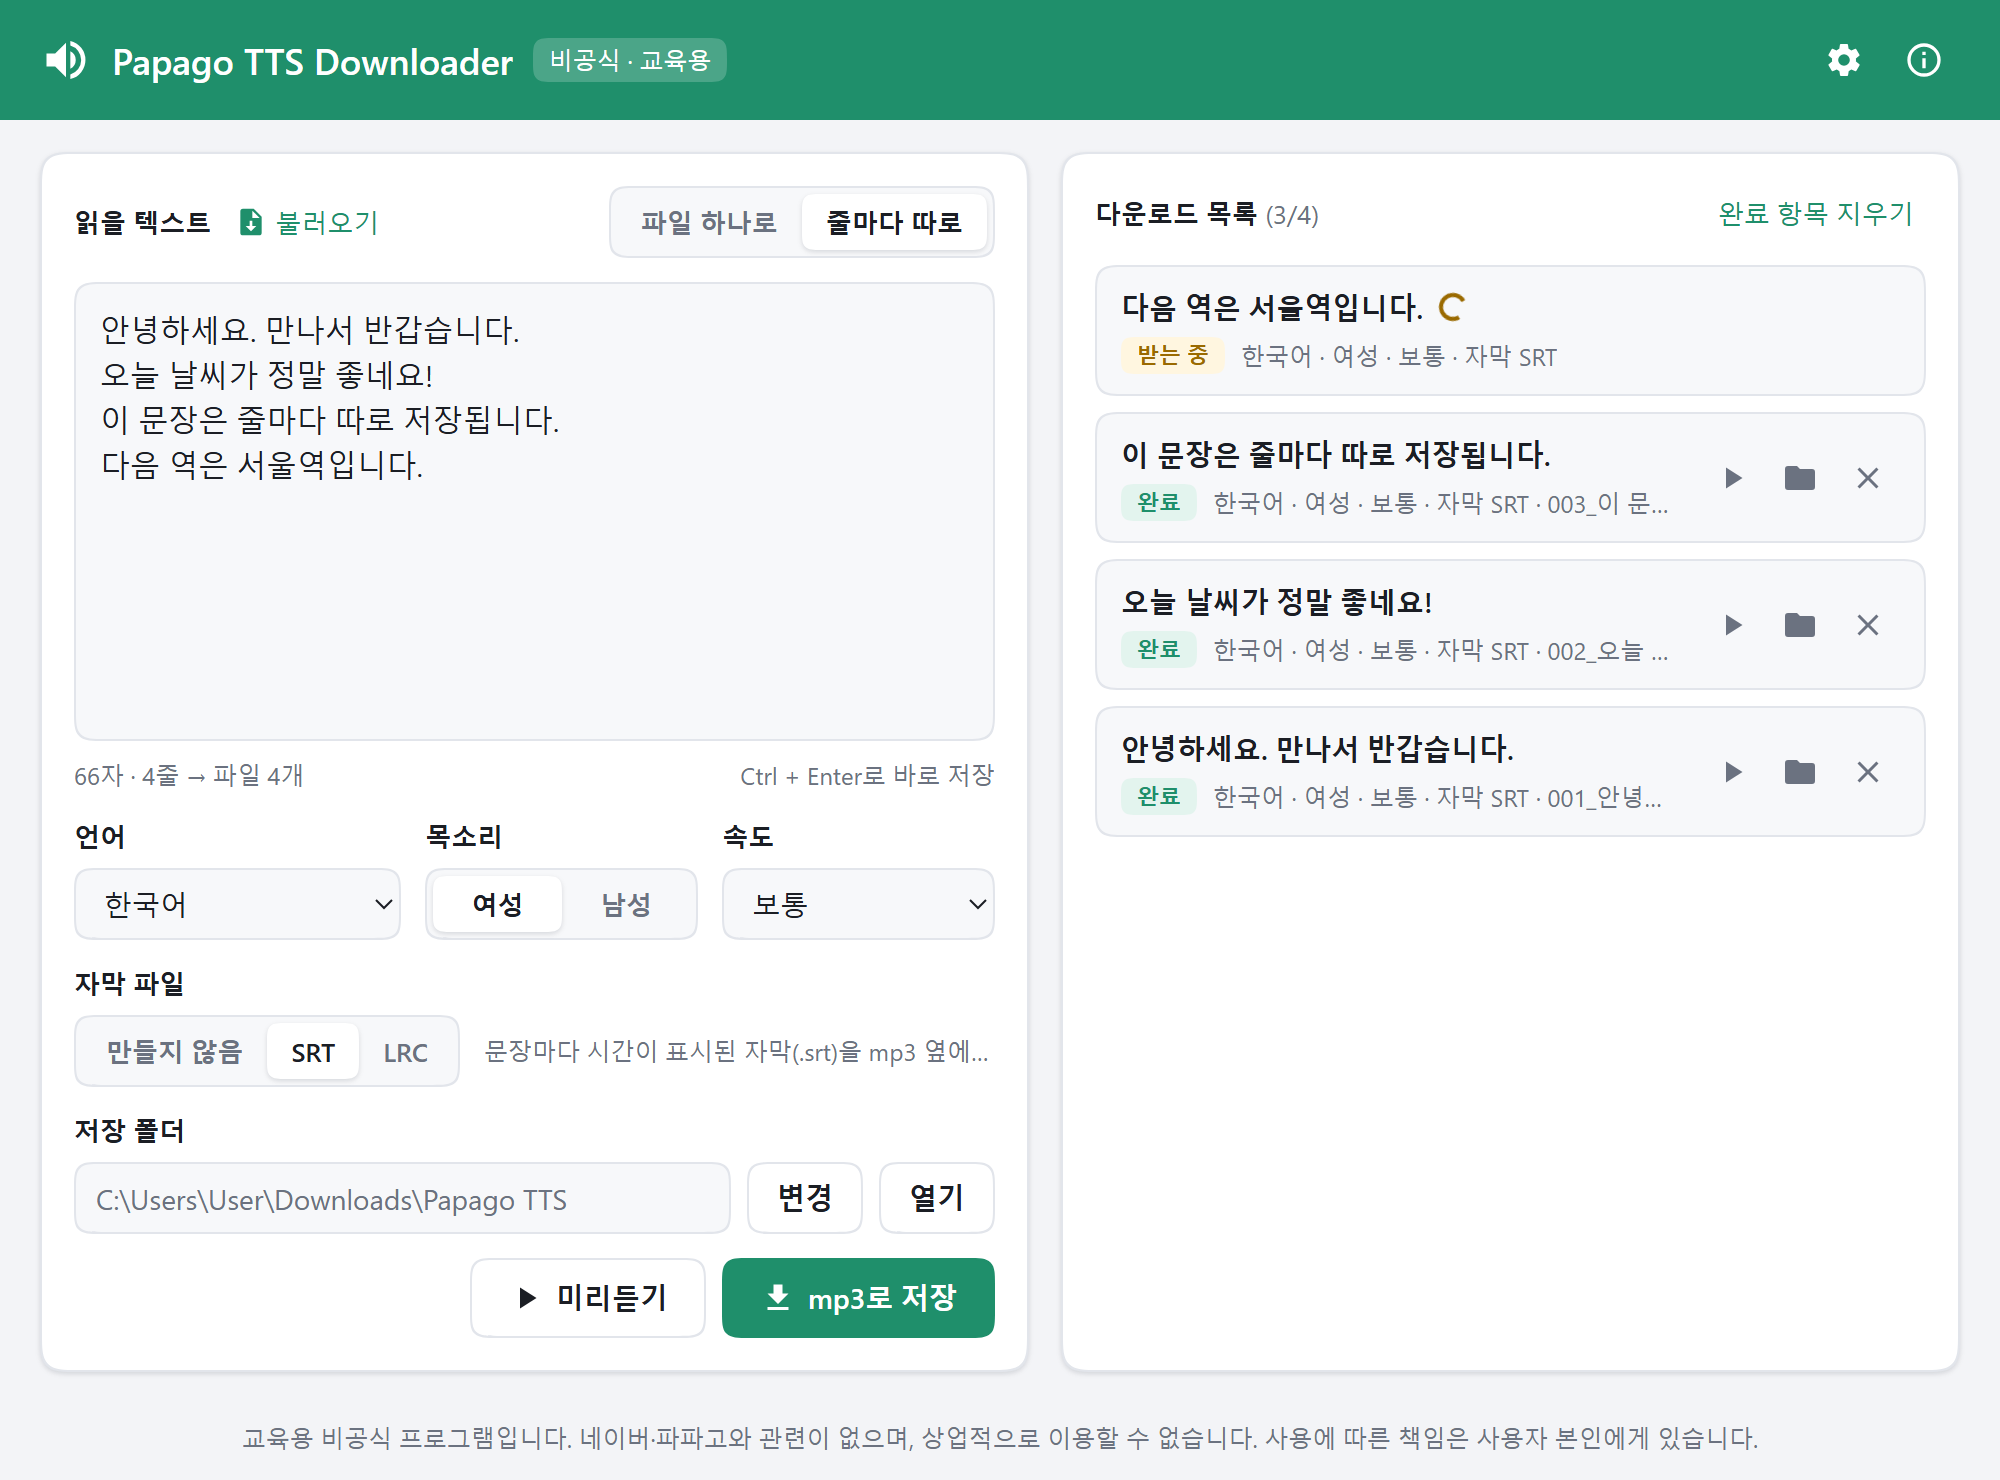 Papago TTS Downloader 비공식 · 교육용
읽을 텍스트 불러오기 파일 하나로 줄마다 따로
안녕하세요. 만나서 반갑습니다.
오늘 날씨가 정말 좋네요!
이 문장은 줄마다 따로 저장됩니다.
다음 역은 서울역입니다.
66자 · 4줄 → 파일 4개 Ctrl + Enter로 바로 저장
언어 목소리 속도
한국어 여성 남성 보통
자막 파일
만들지 않음 SRT LRC 문장마다 시간이 표시된 자막(.srt)을 mp3 옆에...
저장 폴더
C:\Users\User\Downloads\Papago TTS 변경 열기
미리듣기 mp3로 저장
다운로드 목록 (3/4) 완료 항목 지우기
다음 역은 서울역입니다.
받는 중 한국어 · 여성 · 보통 · 자막 SRT
이 문장은 줄마다 따로 저장됩니다.
완료 한국어 · 여성 · 보통 · 자막 SRT · 003_이 문...
오늘 날씨가 정말 좋네요!
완료 한국어 · 여성 · 보통 · 자막 SRT · 002_오늘 ...
안녕하세요. 만나서 반갑습니다.
완료 한국어 · 여성 · 보통 · 자막 SRT · 001_안녕...
교육용 비공식 프로그램입니다. 네이버·파파고와 관련이 없으며, 상업적으로 이용할 수 없습니다. 사용에 따른 책임은 사용자 본인에게 있습니다.